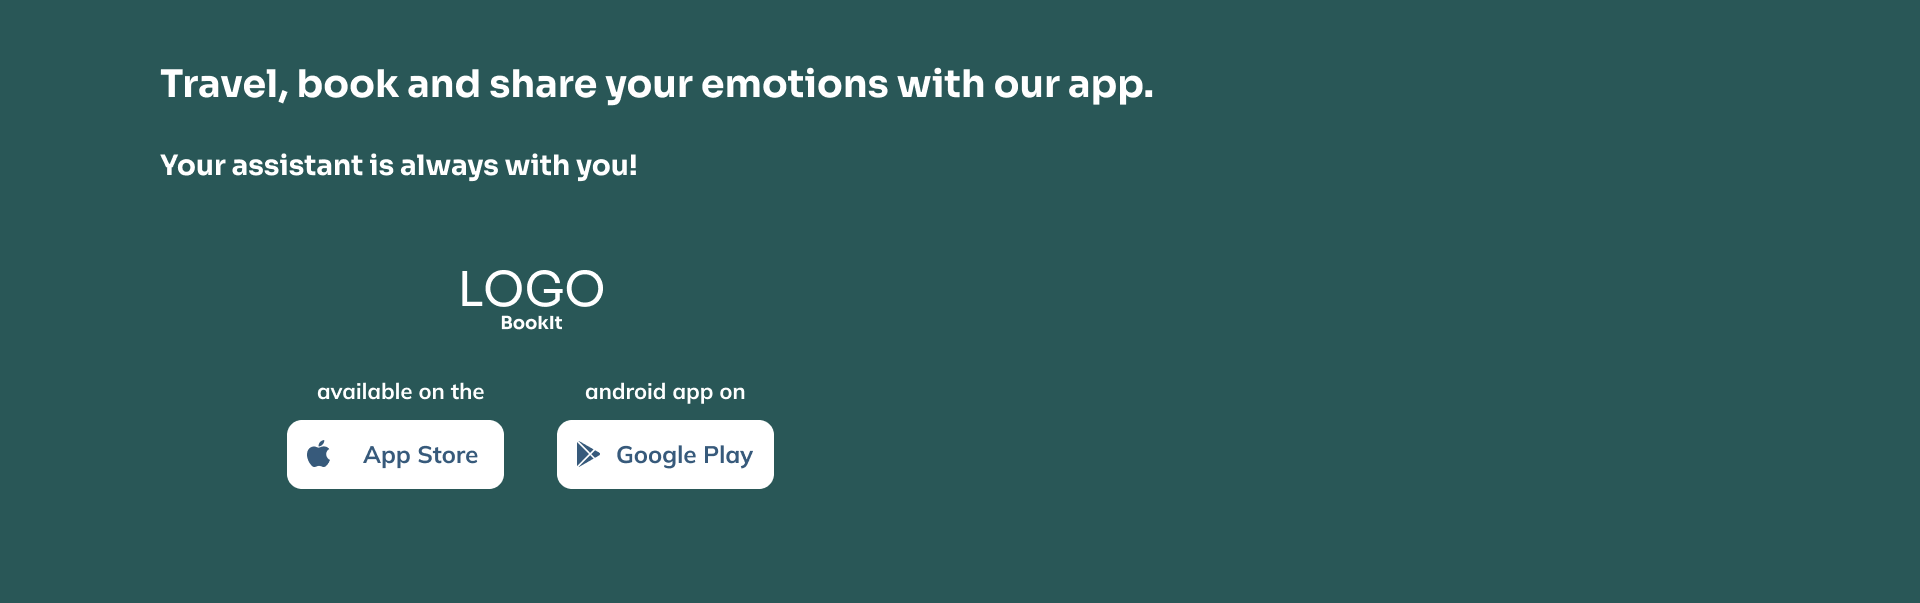 Travel, book and share your emotions with our app.
Your assistant is always with you!
LOGO
BookIt
available on the
App Store
android app on
Google Play